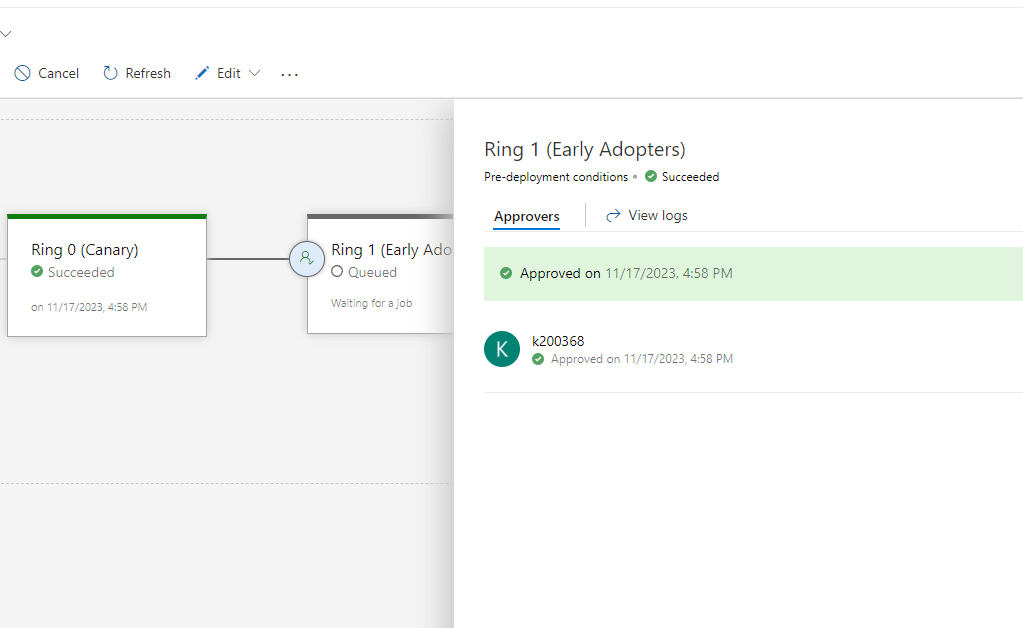 Cancel Refresh Edit ...
Ring 0 (Canary)
Succeeded
on 11/17/2023, 4:58 PM
Ring 1 (Early Ado
Queued
Waiting for a job
Ring 1 (Early Adopters)
Pre-deployment conditions • Succeeded
Approvers View logs
Approved on 11/17/2023, 4:58 PM
K
k200368
Approved on 11/17/2023, 4:58 PM